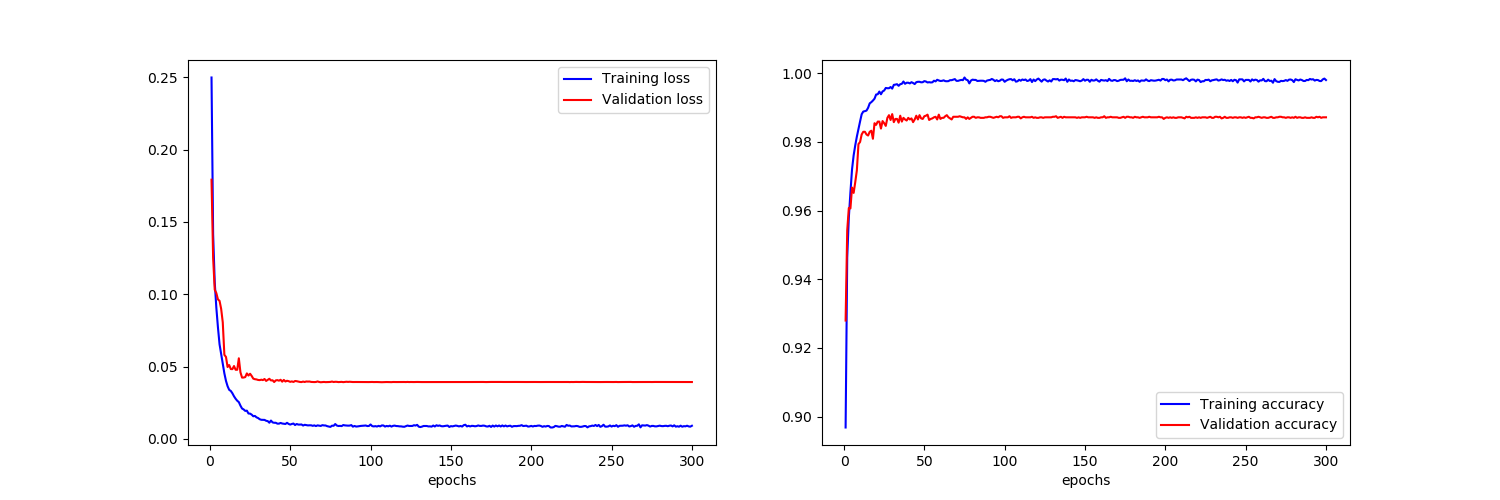 Training loss
Validation loss
0.25
0.20
0.15
0.10
0.05
0.00
0 50 100 150 200 250 300
epochs
1.00
0.98
0.96
0.94
0.92
0.90
Training accuracy
Validation accuracy
0 50 100 150 200 250 300
epochs